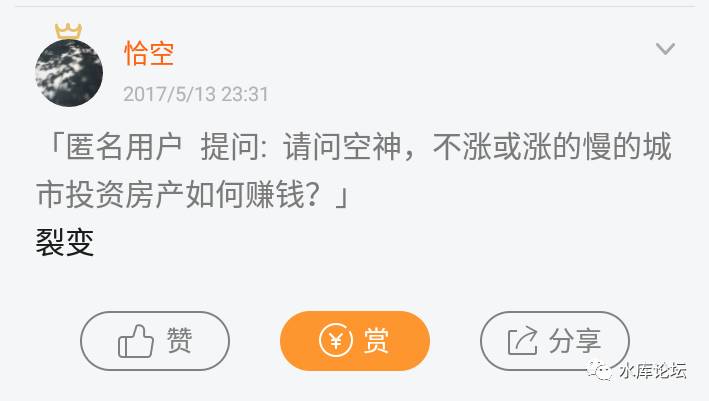 恰空
2017/5/13 23:31
「匿名用户 提问: 请问空神，不涨或涨的慢的城
市投资房产如何赚钱？」
裂变
赞 赏 分享
水库论坛